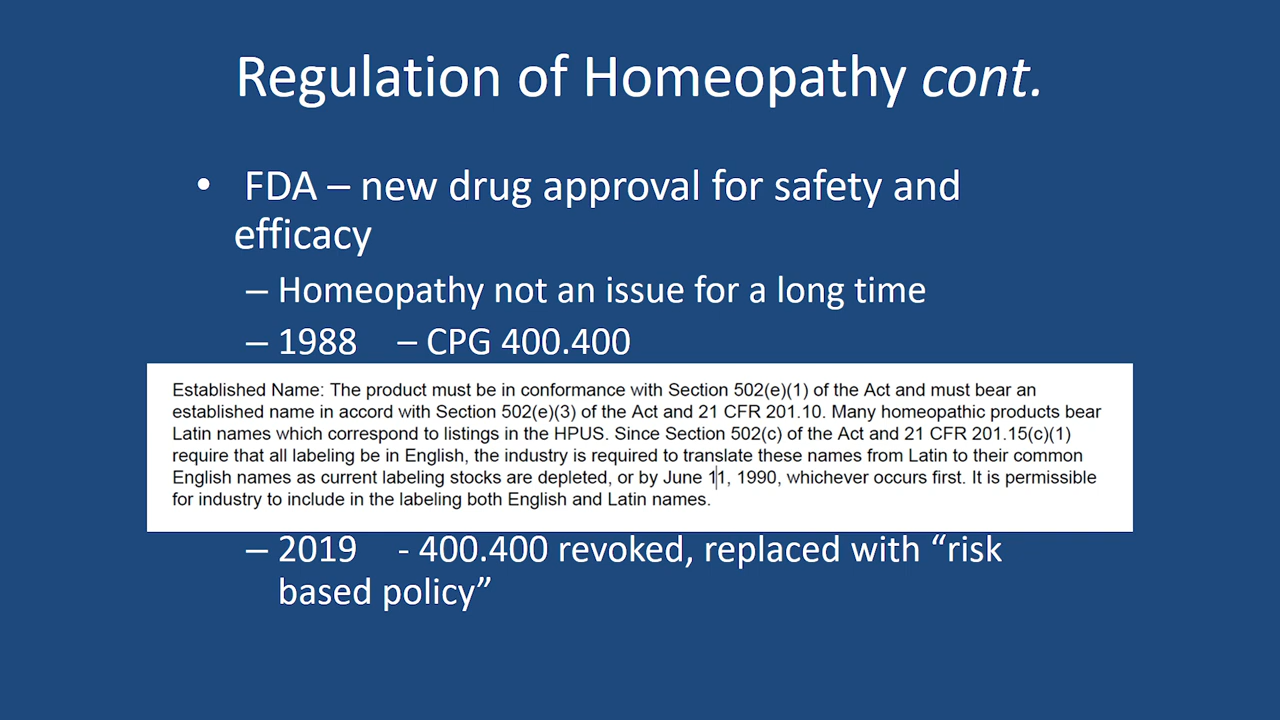 Regulation of Homeopathy cont.
• FDA – new drug approval for safety and
efficacy
– Homeopathy not an issue for a long time
– 1988 – CPG 400.400
Established Name: The product must be in conformance with Section 502(e)(1) of the Act and must bear an
established name in accord with Section 502(e)(3) of the Act and 21 CFR 201.10. Many homeopathic products bear
Latin names which correspond to listings in the HPUS. Since Section 502(c) of the Act and 21 CFR 201.15(c)(1)
require that all labeling be in English, the industry is required to translate these names from Latin to their common
English names as current labeling stocks are depleted, or by June 11, 1990, whichever occurs first. It is permissible
for industry to include in the labeling both English and Latin names.
– 2019 - 400.400 revoked, replaced with “risk
based policy”